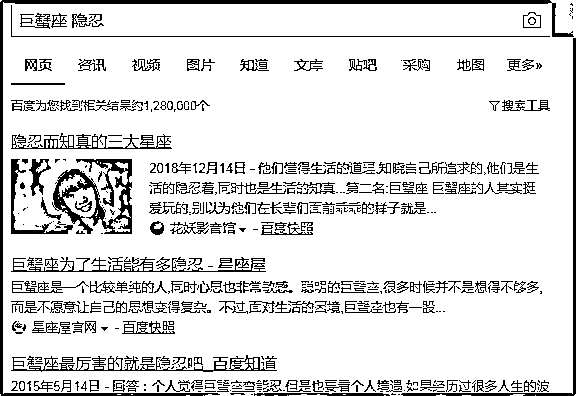 巨蟹座 隐忍
网页 资讯 视频 图片 知道 文库 贴吧 采购 地图 更多»
百度为您找到相关结果约1,280,000个 搜索工具
隐忍而知真的三大星座
2018年12月14日 - 他们懂得生活的道理,知晓自己所追求的,他们是生
活的隐忍着,同时也是生活的知真...第二名:巨蟹座 巨蟹座的人其实挺
爱玩的,别以为他们在长辈们面前乖乖的样子就是...
花妖影音馆 - 百度快照
巨蟹座为了生活能有多隐忍 - 星座屋
巨蟹座是一个比较单纯的人,同时心思也非常敏感。聪明的巨蟹座,很多时候并不是想得不够多,
而是不愿意让自己的思想变得复杂。不过,面对生活的困境,巨蟹座也有一股...
星座屋官网 - 百度快照
巨蟹座最厉害的就是隐忍吧_百度知道
2015年5月14日 - 回答：个人觉得巨蟹座蛮能忍,但是也要看个人境遇,如果经历过很多人生的波